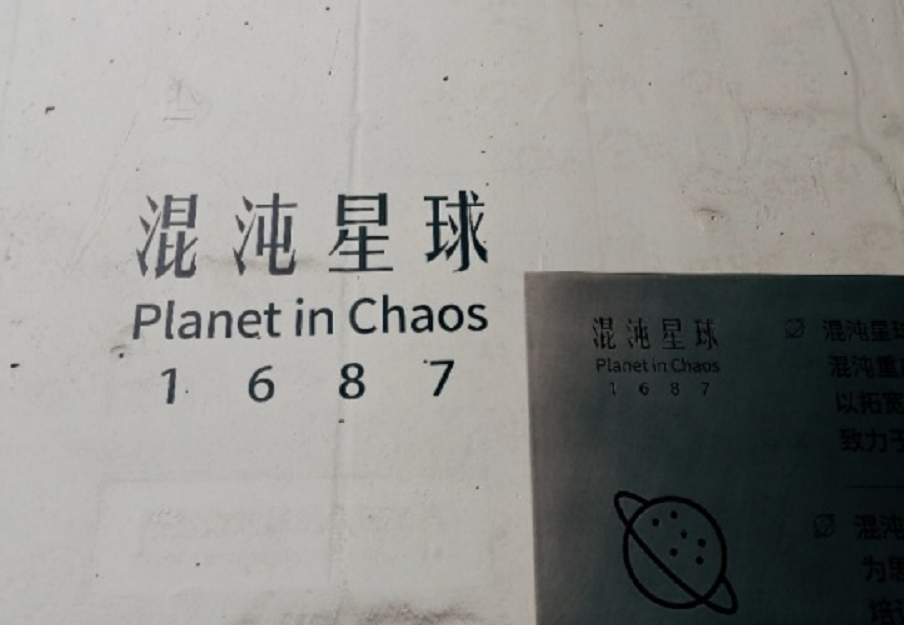 混沌星球
Planet in Chaos
1 6 8 7
混沌星球
Planet in Chaos
1 6 8 7
混沌星球
混沌重
以拓宽
致力于
混沌
为思
培